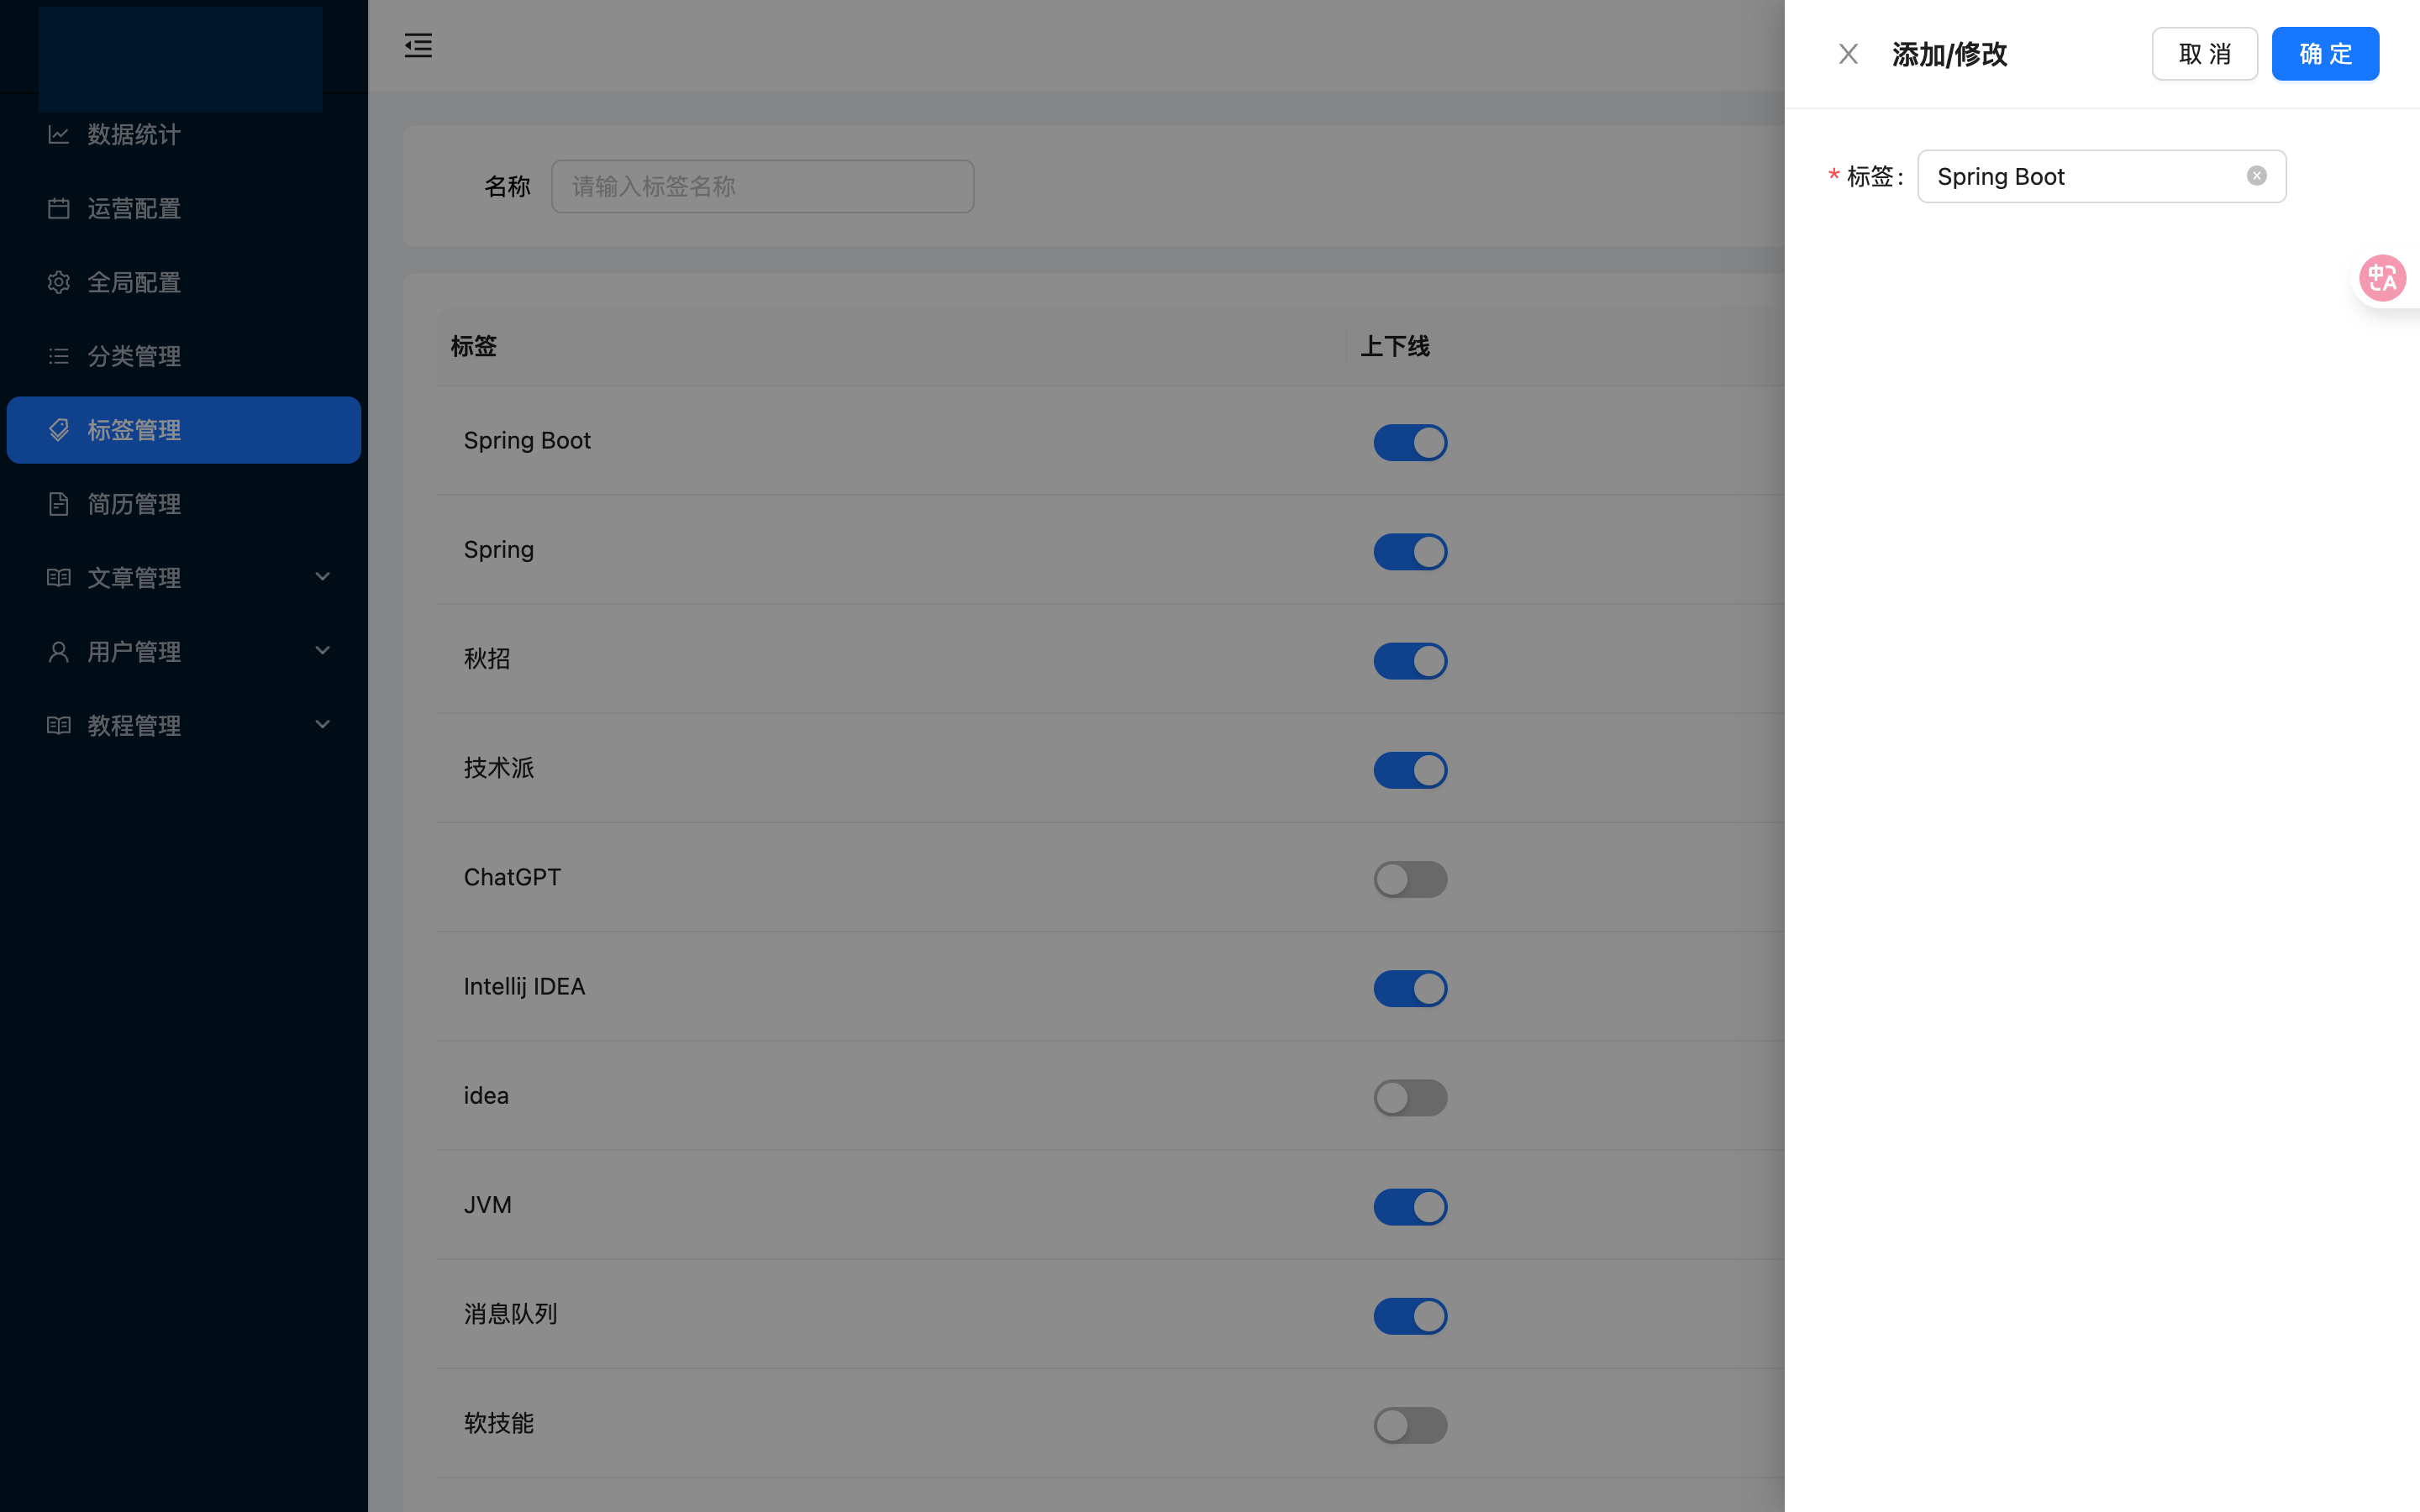 数据统计
运营配置
全局配置
分类管理
标签管理
简历管理
文章管理
用户管理
教程管理
名称 请输入标签名称
标签 上下线
Spring Boot
Spring
秋招
技术派
ChatGPT
Intellij IDEA
idea
JVM
消息队列
软技能
添加/修改 取 消 确 定
* 标签: Spring Boot
中 A